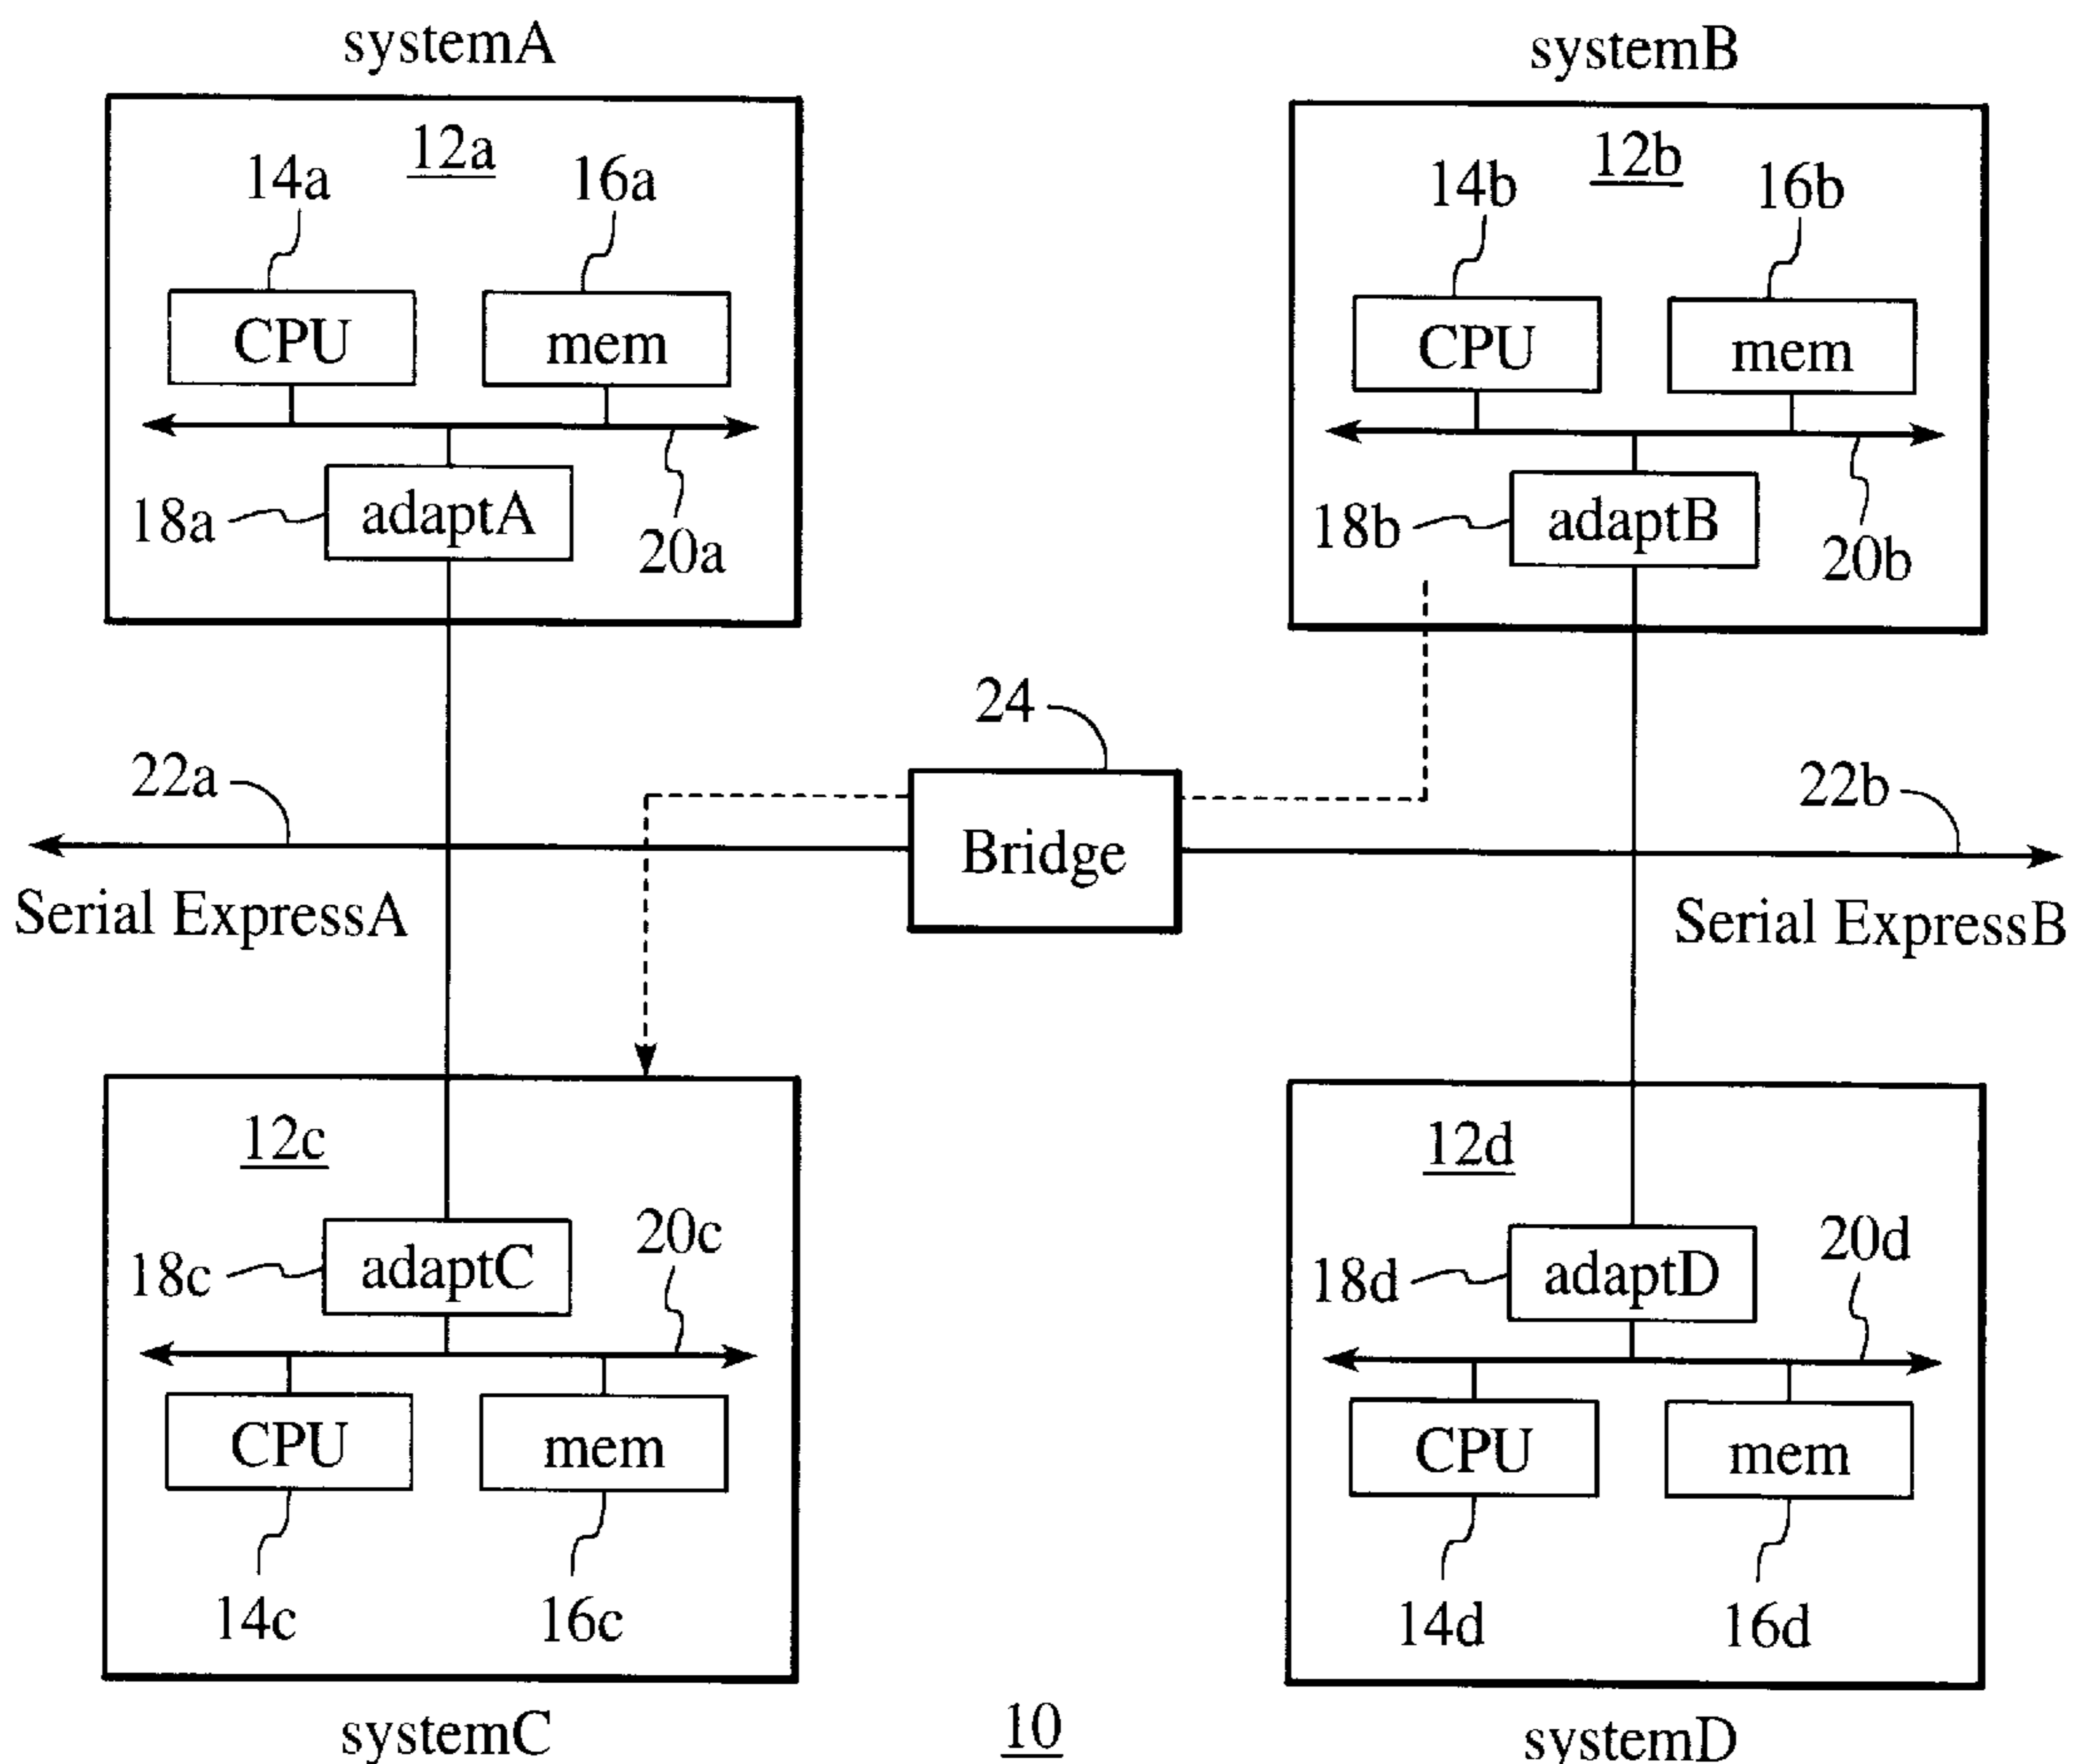 systemA
12a
14a
16a
CPU
mem
18a
adaptA
20a
systemB
12b
14b
16b
CPU
mem
18b
adaptB
20b
24
22a
Bridge
22b
Serial ExpressA
Serial ExpressB
12c
18c
adaptC
20c
CPU
mem
14c
16c
systemC
12d
18d
adaptD
20d
CPU
mem
14d
16d
systemD
10